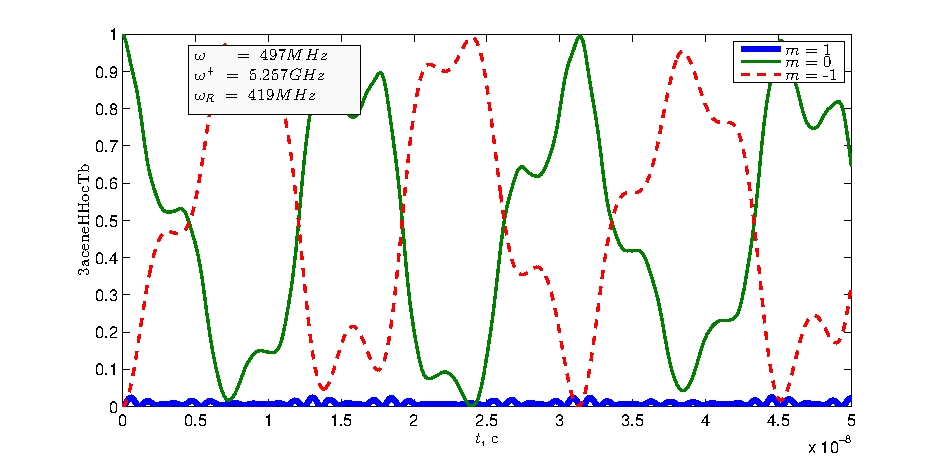 ω = 497MHz
ω⁺ = 5.257GHz
ω_R = 419MHz
m = 1
m = 0
m = -1
3aceneHHocTb
1
0.9
0.8
0.7
0.6
0.5
0.4
0.3
0.2
0.1
0
0 0.5 1 1.5 2 2.5 3 3.5 4 4.5 5
t, c
x 10⁻⁸